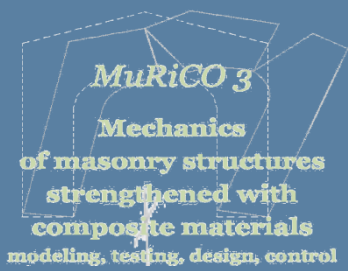 MuRiCO 3
Mechanics
of masonry structures
strengthened with
composite materials
modeling, testing, design, control